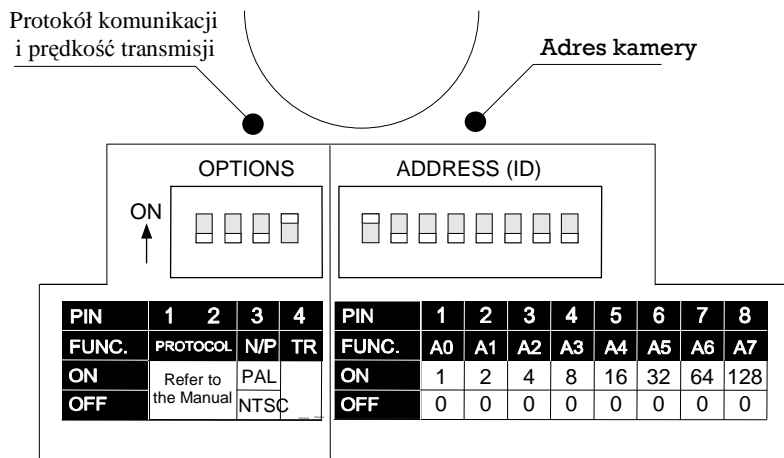 Protokół komunikacji
i prędkość transmisji
Adres kamery
OPTIONS
ADDRESS (ID)
ON
PIN 1 2 3 4
FUNC. PROTOCOL N/P TR
ON Refer to the Manual PAL
OFF NTSC
PIN 1 2 3 4 5 6 7 8
FUNC. A0 A1 A2 A3 A4 A5 A6 A7
ON 1 2 4 8 16 32 64 128
OFF 0 0 0 0 0 0 0 0